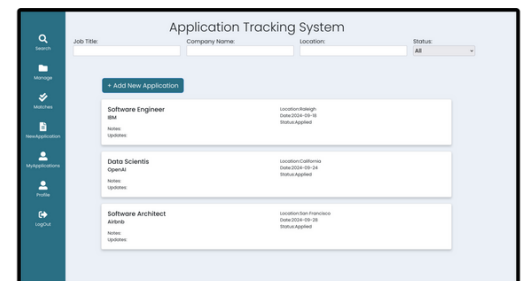 Application Tracking System
Job Title:
Company Name:
Location:
Status:
All
Search
Manage
Matches
NewApplication
MyApplications
Profile
LogOut
+ Add New Application
Software Engineer
IBM
Notes:
Updates:
Location:Raleigh
Date:2024-09-16
Status:Applied
Data Scientis
OpenAI
Notes:
Updates:
Location:California
Date:2024-09-24
Status:Applied
Software Architect
Airbnb
Notes:
Updates:
Location:San Francisco
Date:2024-09-28
Status:Applied